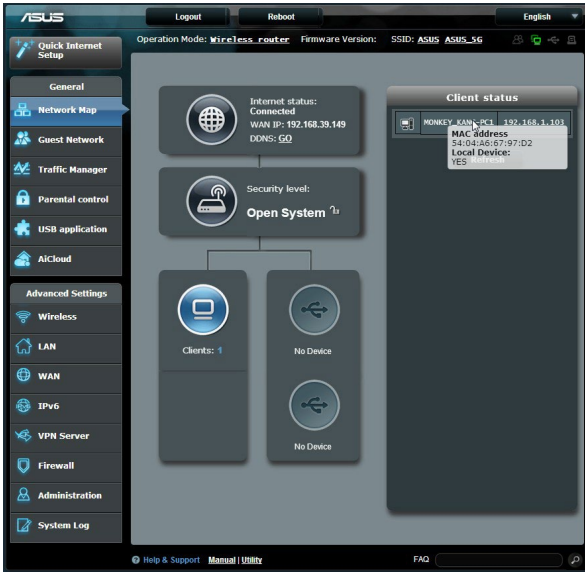 ASUS
Logout
Reboot
English
Quick Internet
Setup
Operation Mode: Wireless router Firmware Version: SSID: ASUS ASUS_5G
General
Network Map
Guest Network
Traffic Manager
Parental control
USB application
AiCloud
Advanced Settings
Wireless
LAN
WAN
IPv6
VPN Server
Firewall
Administration
System Log
Internet status:
Connected
WAN IP: 192.168.39.149
DDNS: GO
Security level:
Open System
Clients: 1
No Device
No Device
Client status
192.168.1.103
MAC address
54:04:A6:67:97:D2
Local Device:
YES
Refresh
Help & Support Manual | Utility
FAQ